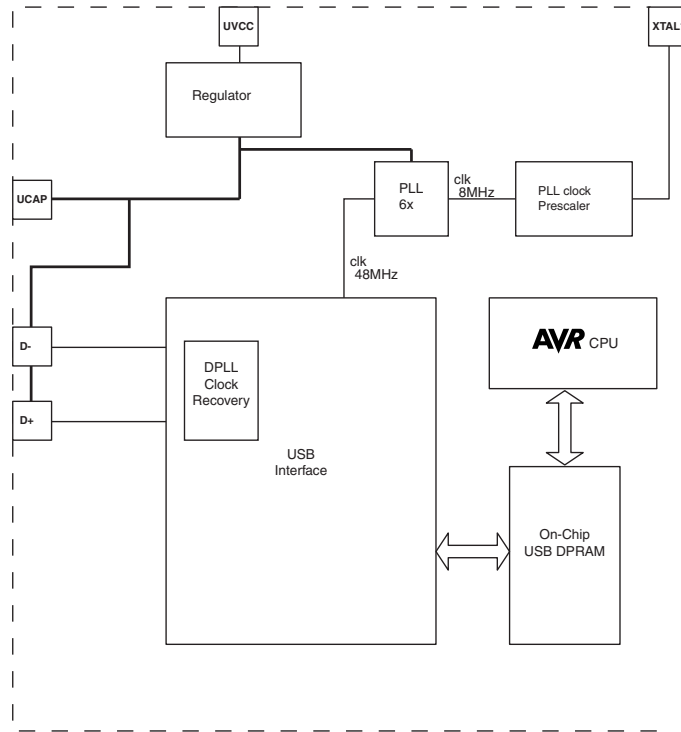 UVCC
XTAL1
Regulator
UCAP
PLL
6x
clk
8MHz
PLL clock
Prescaler
clk
48MHz
D-
DPLL
Clock
Recovery
AVR CPU
D+
USB
Interface
On-Chip
USB DPRAM